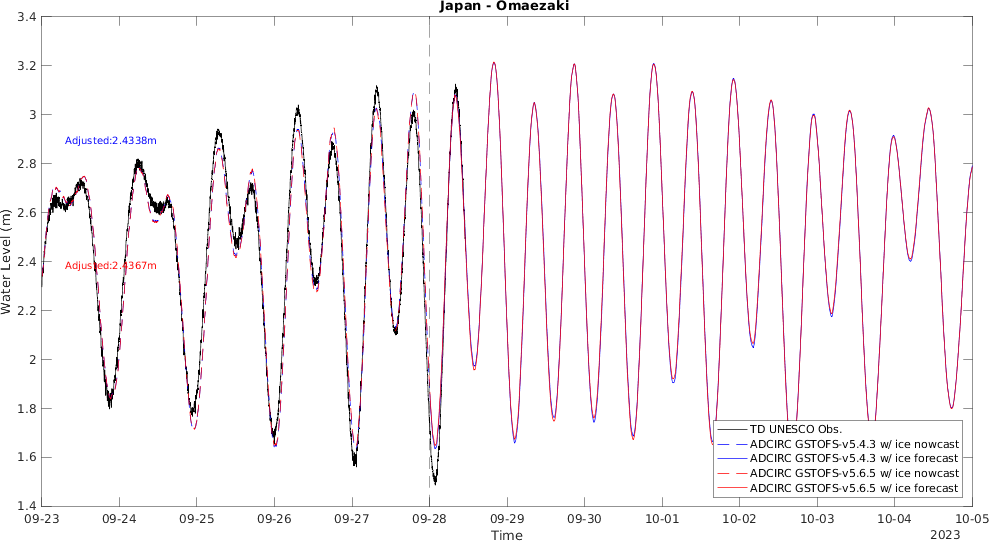 Japan - Omaezaki
3.4
3.2
3
2.8
2.6
2.4
2.2
2
1.8
1.6
1.4
Water Level (m)
Adjusted:2.4338m
Adjusted:2.4367m
TD UNESCO Obs.
ADCIRC GSTOFS-v5.4.3 w/ ice nowcast
ADCIRC GSTOFS-v5.4.3 w/ ice forecast
ADCIRC GSTOFS-v5.6.5 w/ ice nowcast
ADCIRC GSTOFS-v5.6.5 w/ ice forecast
09-23 09-24 09-25 09-26 09-27 09-28 09-29 09-30 10-01 10-02 10-03 10-04 10-05
Time
2023